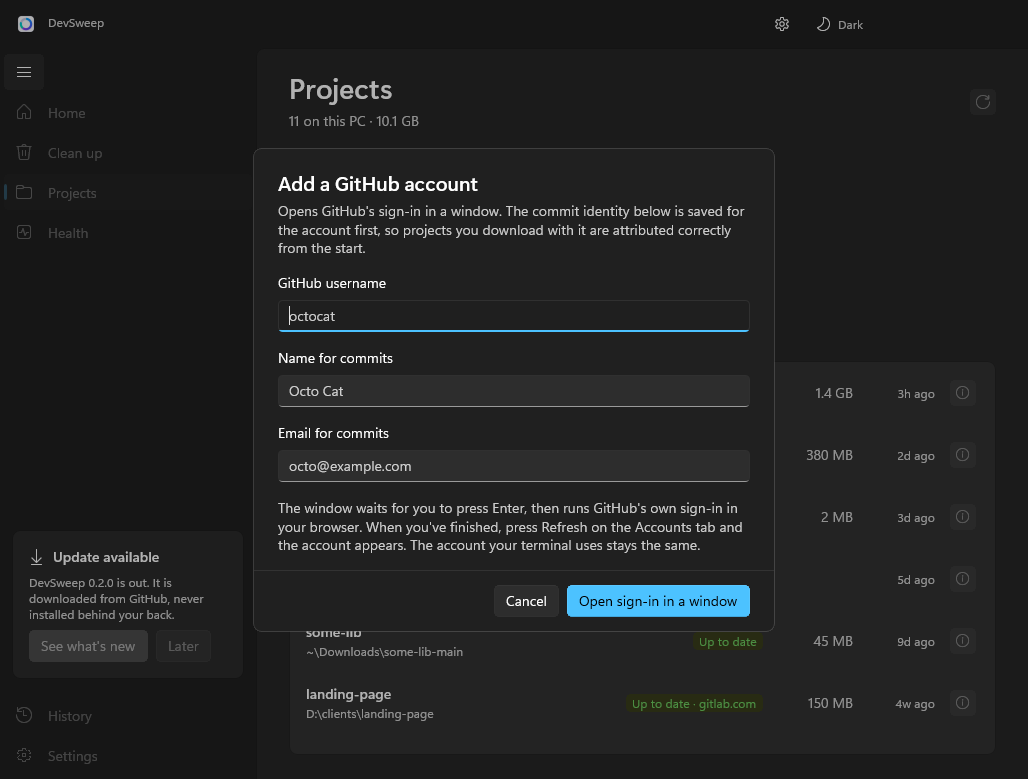 DevSweep
Dark
Home
Clean up
Projects
Health
Projects
11 on this PC · 10.1 GB
Add a GitHub account
Opens GitHub's sign-in in a window. The commit identity below is saved for
the account first, so projects you download with it are attributed correctly
from the start.
GitHub username
octocat
Name for commits
Octo Cat
Email for commits
octo@example.com
The window waits for you to press Enter, then runs GitHub's own sign-in in
your browser. When you've finished, press Refresh on the Accounts tab and
the account appears. The account your terminal uses stays the same.
Cancel
Open sign-in in a window
1.4 GB 3h ago
380 MB 2d ago
2 MB 3d ago
5d ago
some-lib
~\Downloads\some-lib-main
Up to date 45 MB 9d ago
landing-page
D:\clients\landing-page
Up to date · gitlab.com 150 MB 4w ago
Update available
DevSweep 0.2.0 is out. It is
downloaded from GitHub, never
installed behind your back.
See what's new
Later
History
Settings